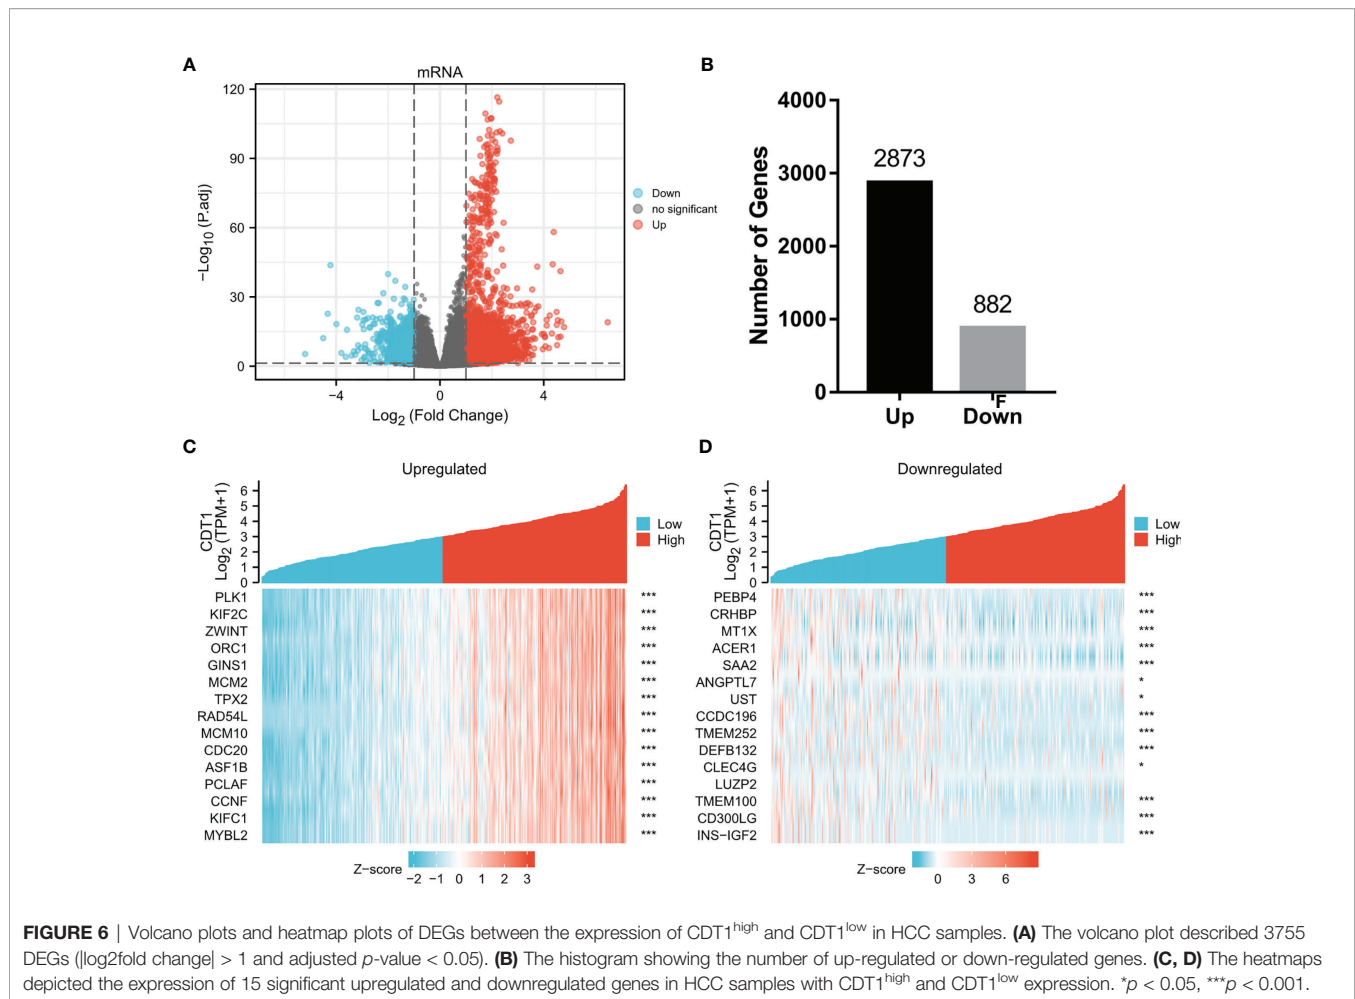 A
mRNA
120
90
60
30
0
−Log10 (P.adj)
−4 0 4
Log2 (Fold Change)
Down
no significant
Up
B
4000
3000
2000
1000
0
Number of Genes
2873
882
F
Up Down
C
Upregulated
CDT1
Log2 (TPM+1)
6
5
4
3
2
1
0
Low
High
PLK1 ***
KIF2C ***
ZWINT ***
ORC1 ***
GINS1 ***
MCM2 ***
TPX2 ***
RAD54L ***
MCM10 ***
CDC20 ***
ASF1B ***
PCLAF ***
CCNF ***
KIFC1 ***
MYBL2 ***
Z−score −2 −1 0 1 2 3
D
Downregulated
CDT1
Log2 (TPM+1)
6
5
4
3
2
1
0
Low
High
PEBP4 ***
CRHBP ***
MT1X ***
ACER1 ***
SAA2 ***
ANGPTL7 *
UST *
CCDC196 ***
TMEM252 ***
DEFB132 ***
CLEC4G *
LUZP2
TMEM100 ***
CD300LG ***
INS−IGF2 ***
Z−score 0 3 6
FIGURE 6 | Volcano plots and heatmap plots of DEGs between the expression of CDT1high and CDT1low in HCC samples. (A) The volcano plot described 3755
DEGs (|log2fold change| > 1 and adjusted p-value < 0.05). (B) The histogram showing the number of up-regulated or down-regulated genes. (C, D) The heatmaps
depicted the expression of 15 significant upregulated and downregulated genes in HCC samples with CDT1high and CDT1low expression. *p < 0.05, ***p < 0.001.